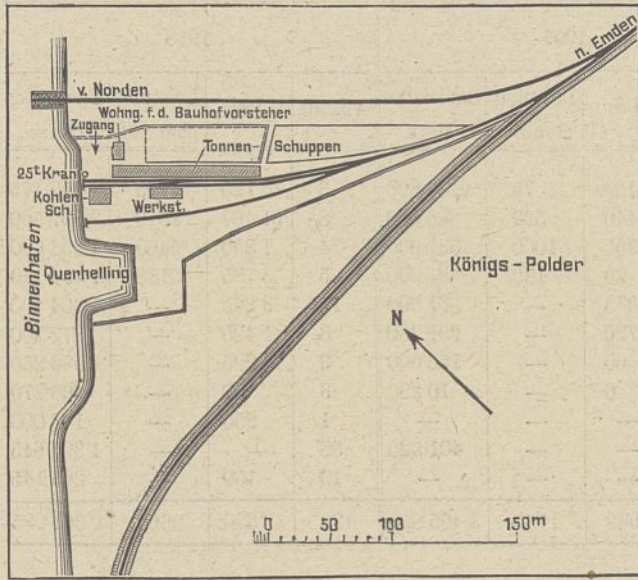 n. Emden
v. Norden
Wohng. f. d. Bauhofvorsteher
Zugang
Tonnen- Schuppen
25t Kran
Kohlen
Sch.
Werkst.
Binnenhafen
Querhelling
Königs-Polder
N
0 50 100 150m